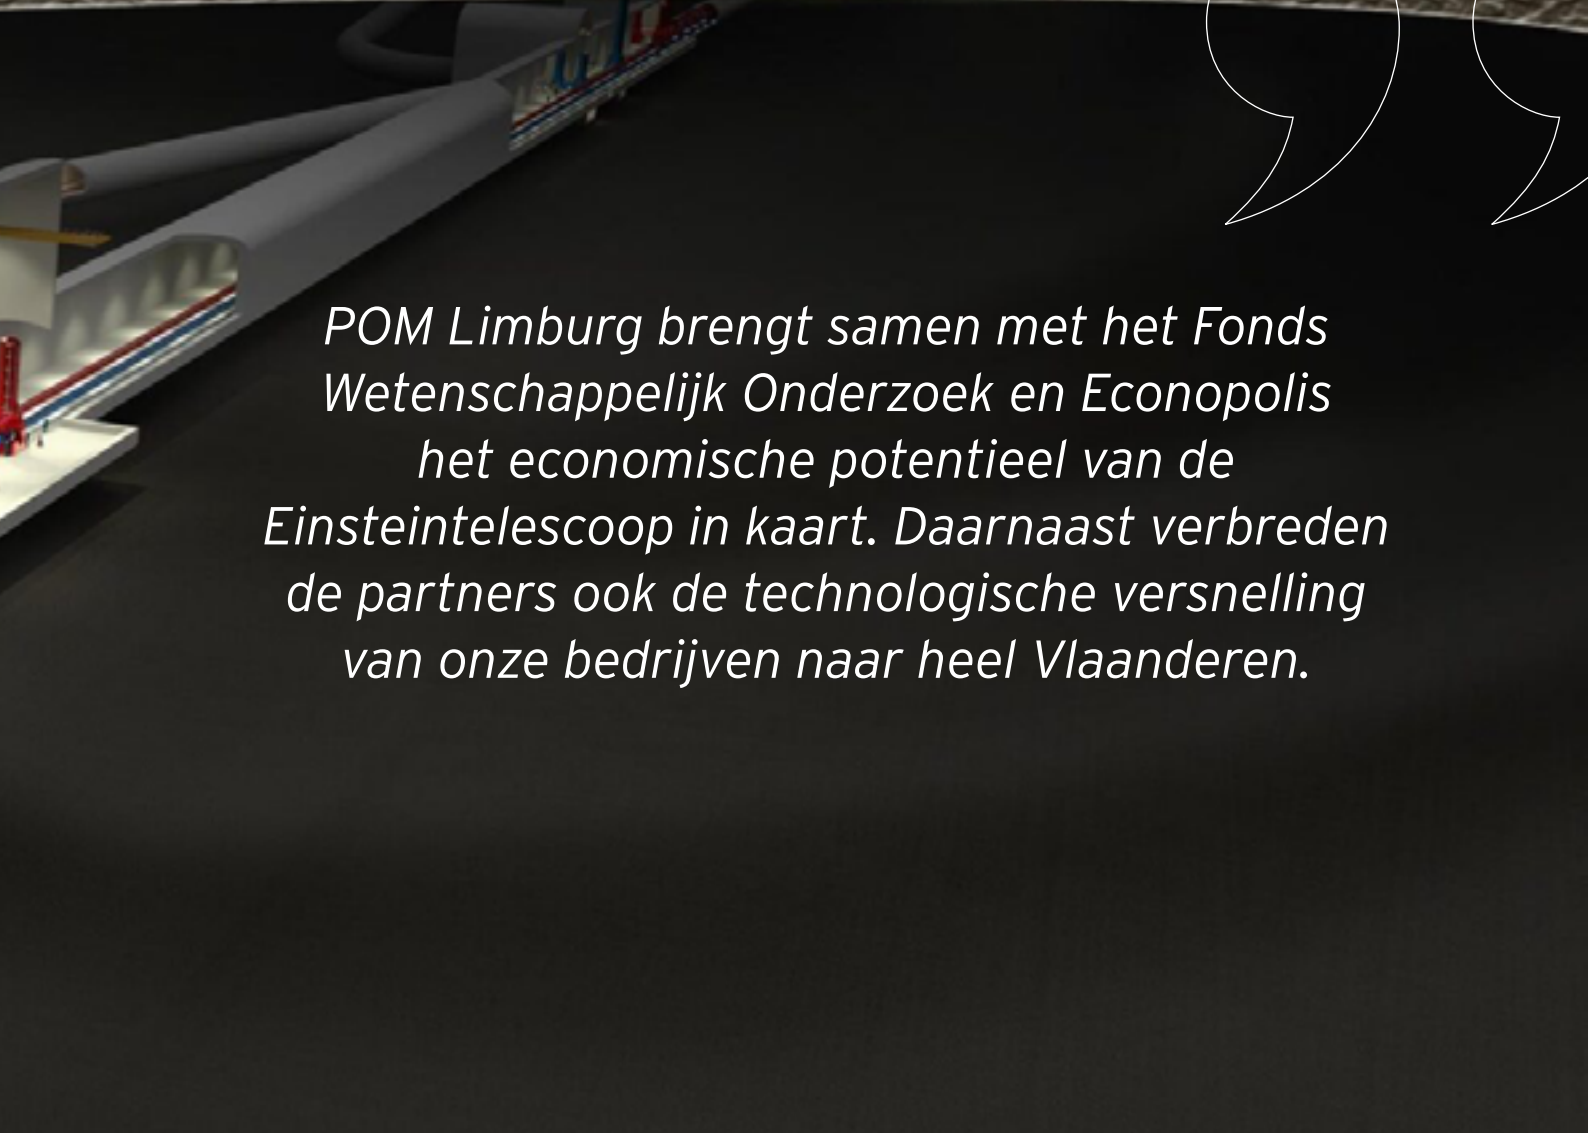 POM Limburg brengt samen met het Fonds
Wetenschappelijk Onderzoek en Econopolis
het economische potentieel van de
Einsteintelescoop in kaart. Daarnaast verbreden
de partners ook de technologische versnelling
van onze bedrijven naar heel Vlaanderen.